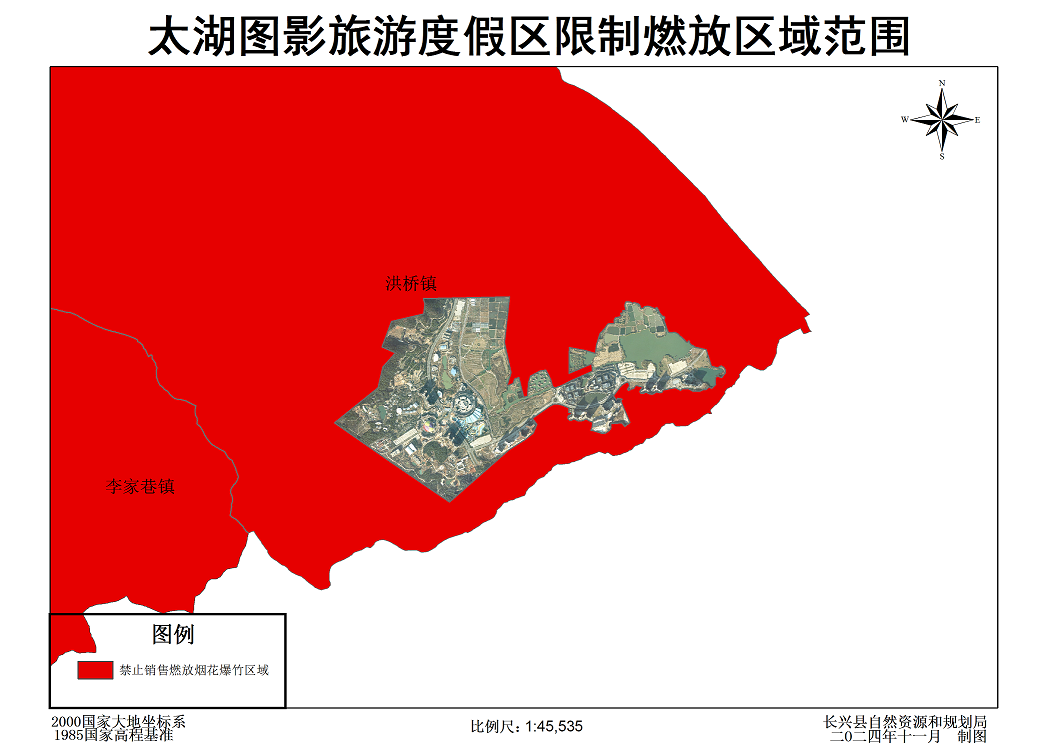 太湖图影旅游度假区限制燃放区域范围
N
W
E
S
洪桥镇
李家巷镇
图例
禁止销售燃放烟花爆竹区域
2000国家大地坐标系
1985国家高程基准
比例尺：1:45,535
长兴县自然资源和规划局
二〇二四年十一月 制图